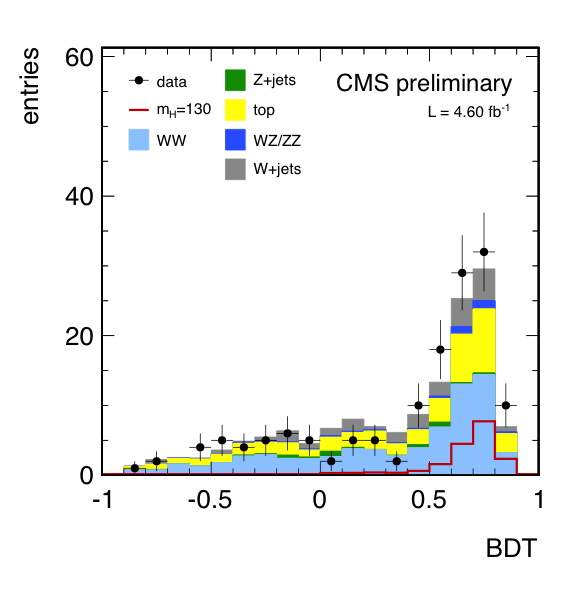 entries
60
40
20
0
data
m_H=130
WW
Z+jets
top
WZ/ZZ
W+jets
CMS preliminary
L = 4.60 fb⁻¹
-1
-0.5
0
0.5
1
BDT